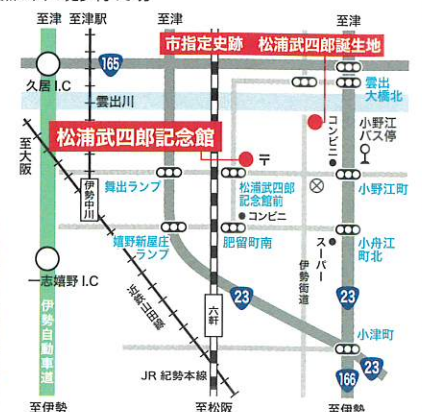 至津
至津駅
至津
至津
市指定史跡 松浦武四郎誕生地
165
久居I.C
雲出川
雲出
大橋北
コンビニ
小野江
バス停
至大阪
松浦武四郎記念館
〒
伊勢中川
舞出ランプ
松浦武四郎
記念館前
コンビニ
小野江町
嬉野新屋庄
ランプ
肥留町南
伊勢街道
スーパー
小舟江
町北
一志嬉野I.C
伊勢自動車道
近鉄山田線
六軒
23
23
小津町
23
JR紀勢本線
166
至伊勢
至松阪
至伊勢